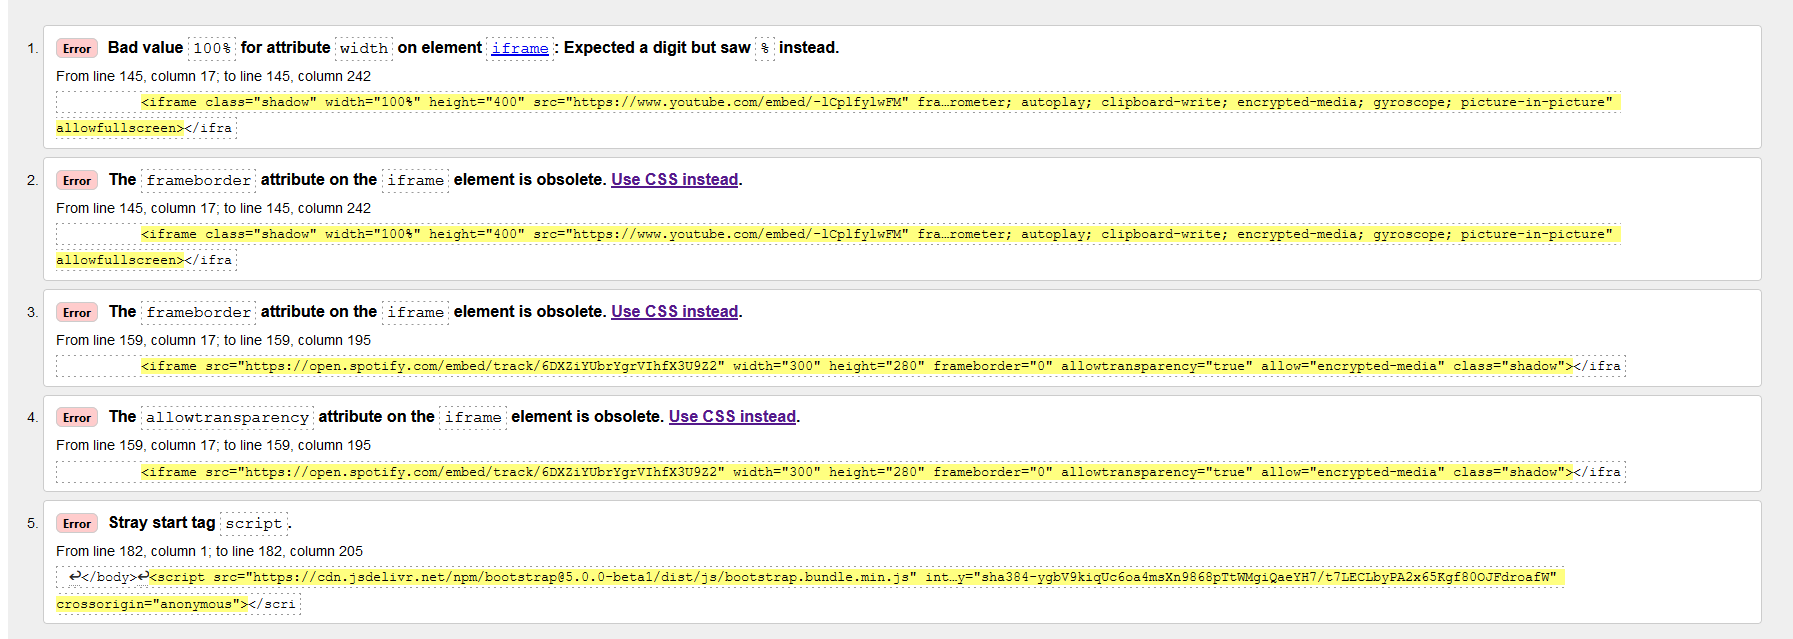 1. Error Bad value 100% for attribute width on element iframe: Expected a digit but saw % instead.
From line 145, column 17; to line 145, column 242
<iframe class="shadow" width="100%" height="400" src="https://www.youtube.com/embed/-lCplfylwFM" fra…rometer; autoplay; clipboard-write; encrypted-media; gyroscope; picture-in-picture"
allowfullscreen></ifra
2. Error The frameborder attribute on the iframe element is obsolete. Use CSS instead.
From line 145, column 17; to line 145, column 242
<iframe class="shadow" width="100%" height="400" src="https://www.youtube.com/embed/-lCplfylwFM" fra…rometer; autoplay; clipboard-write; encrypted-media; gyroscope; picture-in-picture"
allowfullscreen></ifra
3. Error The frameborder attribute on the iframe element is obsolete. Use CSS instead.
From line 159, column 17; to line 159, column 195
<iframe src="https://open.spotify.com/embed/track/6DXZiYUbrYgrVIhfX3U9Z2" width="300" height="280" frameborder="0" allowtransparency="true" allow="encrypted-media" class="shadow"></ifra
4. Error The allowtransparency attribute on the iframe element is obsolete. Use CSS instead.
From line 159, column 17; to line 159, column 195
<iframe src="https://open.spotify.com/embed/track/6DXZiYUbrYgrVIhfX3U9Z2" width="300" height="280" frameborder="0" allowtransparency="true" allow="encrypted-media" class="shadow"></ifra
5. Error Stray start tag script.
From line 182, column 1; to line 182, column 205
↩</body>↩<script src="https://cdn.jsdelivr.net/npm/bootstrap@5.0.0-beta1/dist/js/bootstrap.bundle.min.js" int…y="sha384-ygbV9kiqUc6oa4msXn9868pTtWMgiQaeYH7/t7LECLbyPA2x65Kgf80OJFdroafW"
crossorigin="anonymous"></scri